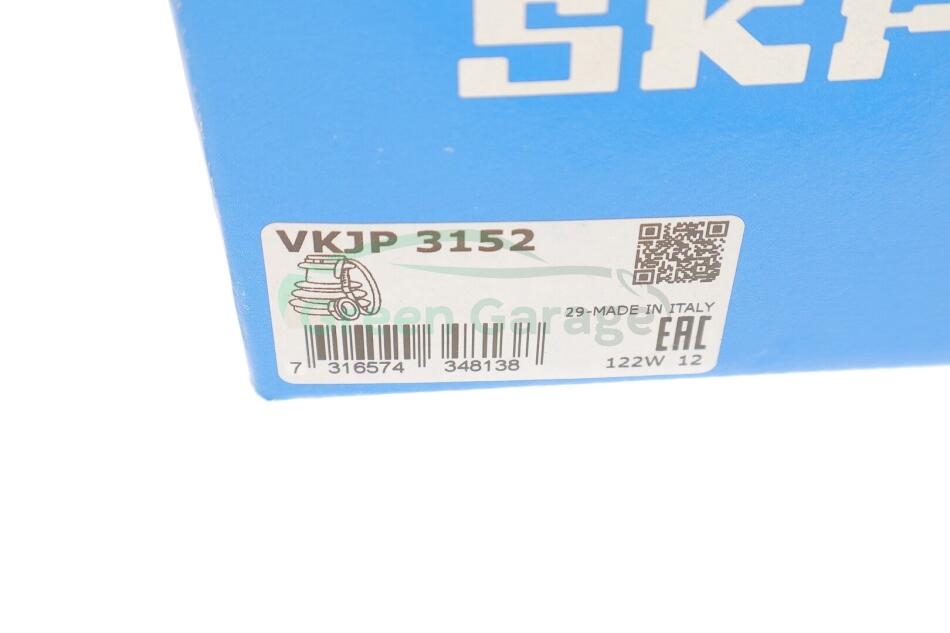 SKF
VKJP 3152
Green Garage
29-MADE IN ITALY
EAC
7 316574 348138
122W 12